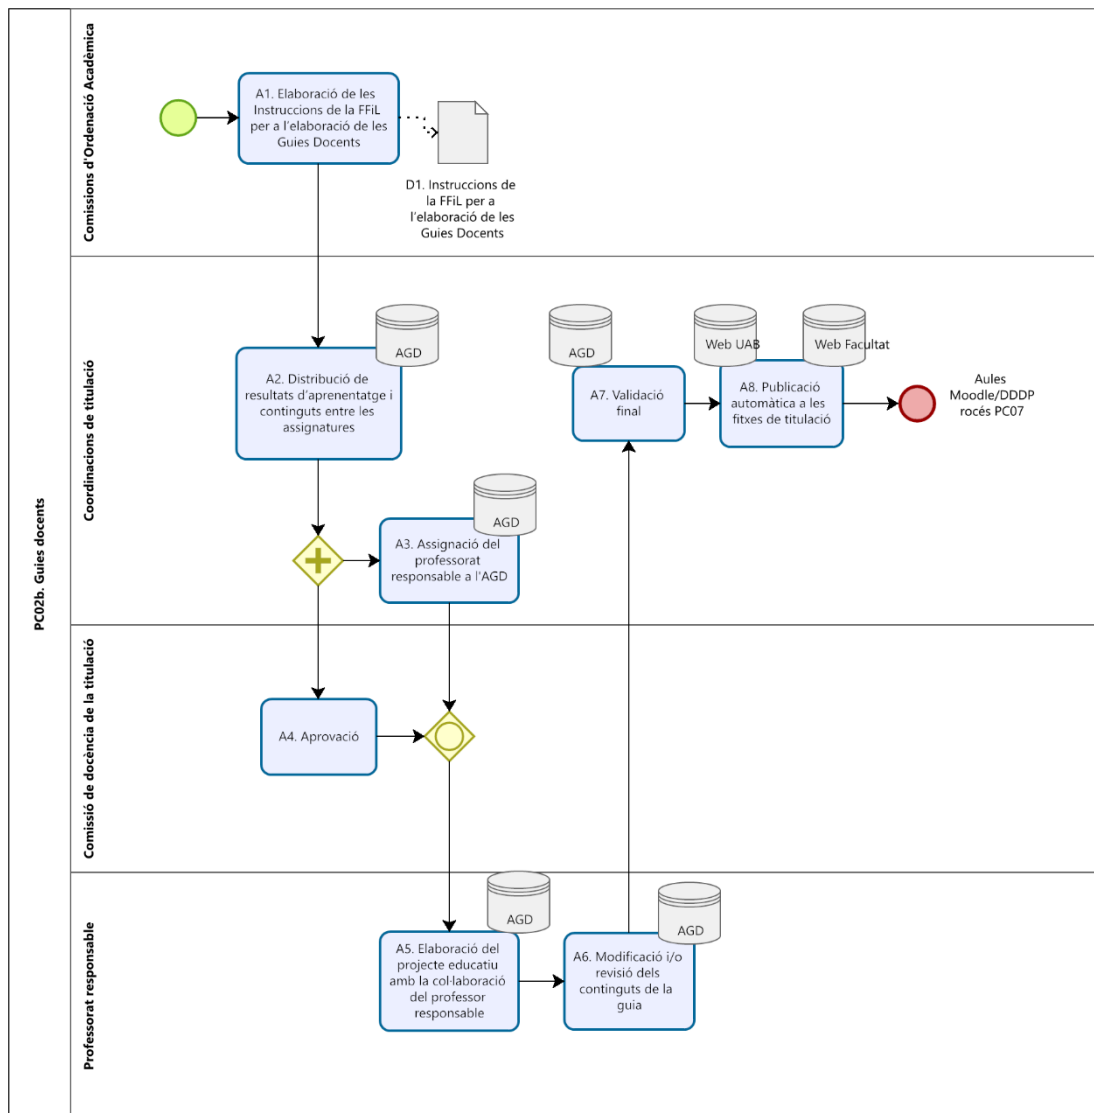 PC02b. Guies docents
Comissions d'Ordenació Acadèmica
A1. Elaboració de les
Instruccions de la FFiL
per a l'elaboració de les
Guies Docents
D1. Instruccions de
la FFiL per a
l'elaboració de les
Guies Docents
Coordinacions de titulació
AGD
A2. Distribució de
resultats d'aprenentatge i
continguts entre les
assignatures
AGD
A3. Assignació del
professorat
responsable a l'AGD
AGD
A7. Validació
final
Web UAB
Web Facultat
A8. Publicació
automàtica a les
fitxes de titulació
Aules
Moodle/DDDP
rocés PC07
Comissió de docència de la titulació
A4. Aprovació
Professorat responsable
AGD
A5. Elaboració del
projecte educatiu
amb la col·laboració
del professor
responsable
AGD
A6. Modificació i/o
revisió dels
continguts de la
guia